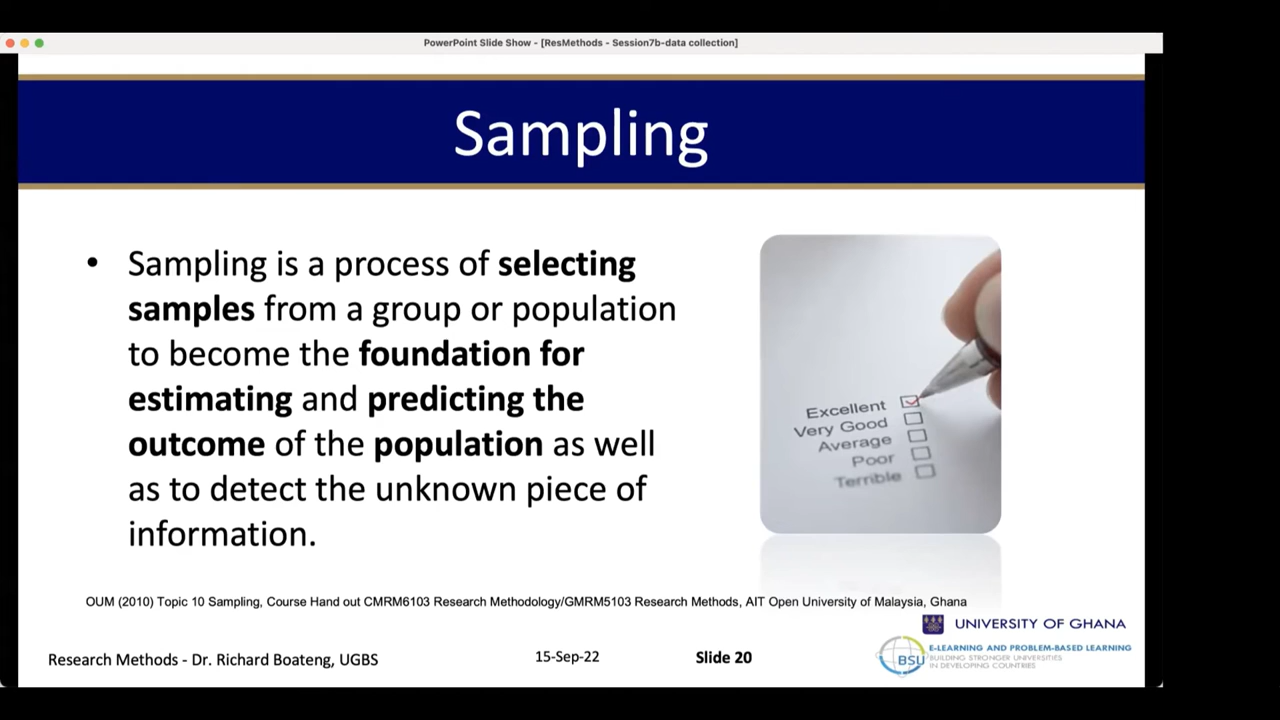 PowerPoint Slide Show - [ResMethods - Session7b-data collection]
Sampling
• Sampling is a process of selecting
samples from a group or population
to become the foundation for
estimating and predicting the
outcome of the population as well
as to detect the unknown piece of
information.
Excellent
Very Good
Average
Poor
Terrible
OUM (2010) Topic 10 Sampling, Course Hand out CMRM6103 Research Methodology/GMRM5103 Research Methods, AIT Open University of Malaysia, Ghana
UNIVERSITY OF GHANA
Research Methods - Dr. Richard Boateng, UGBS
15-Sep-22
Slide 20
BSU
E-LEARNING AND PROBLEM-BASED LEARNING
BUILDING STRONGER UNIVERSITIES
IN DEVELOPING COUNTRIES